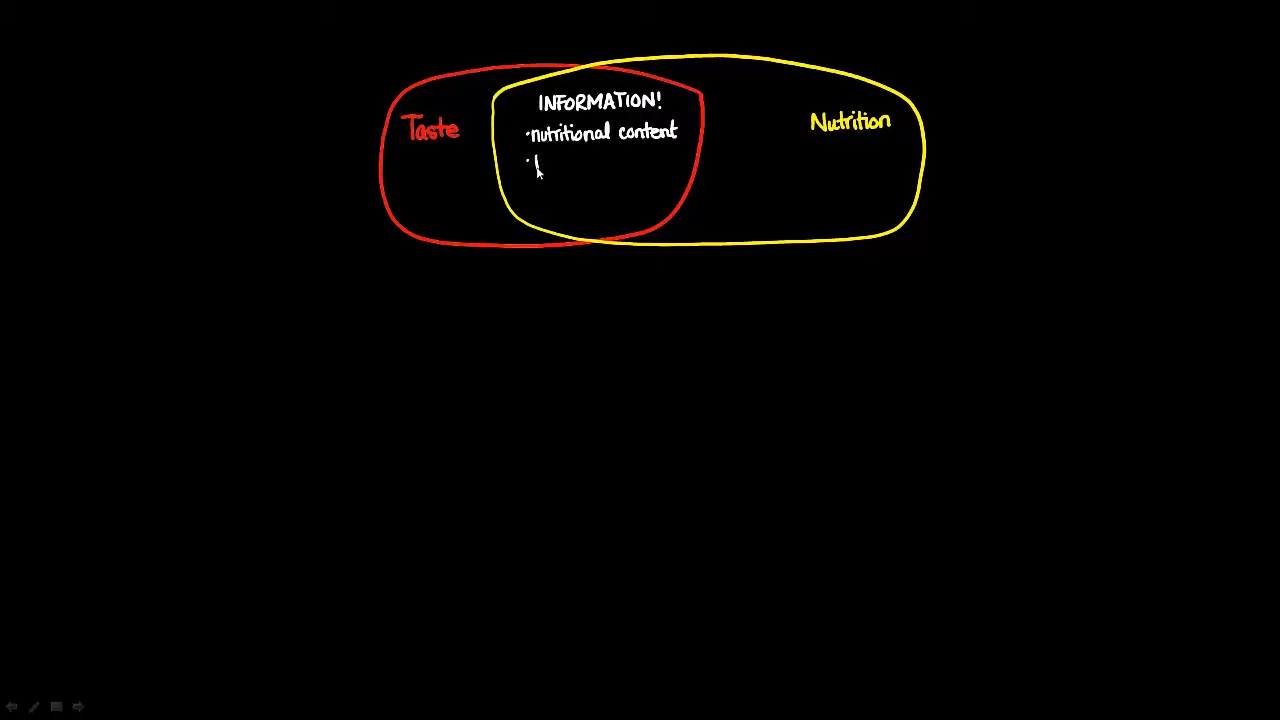 INFORMATION!
Taste
Nutrition
·nutritional content
·